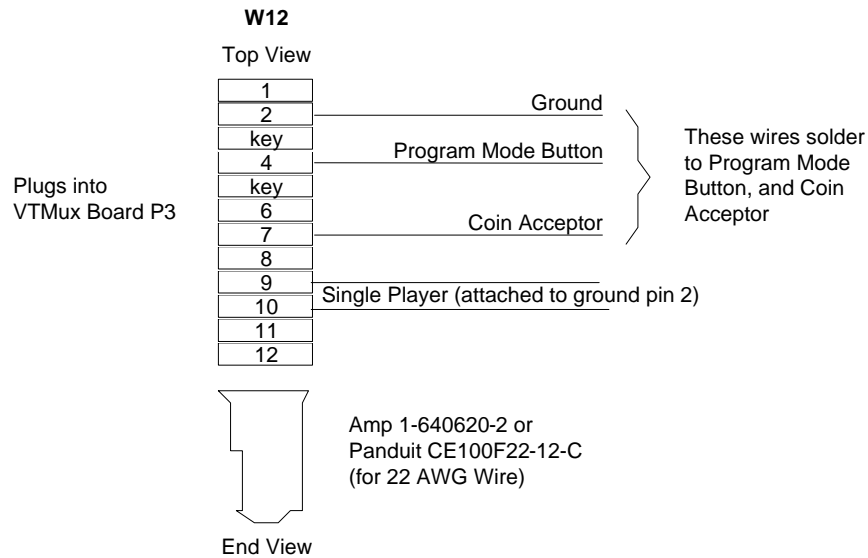 W12
Top View
1
2
key
4
key
6
7
8
9
10
11
12
Ground
Program Mode Button
Coin Acceptor
Single Player (attached to ground pin 2)
These wires solder
to Program Mode
Button, and Coin
Acceptor
Plugs into
VTMux Board P3
Amp 1-640620-2 or
Panduit CE100F22-12-C
(for 22 AWG Wire)
End View